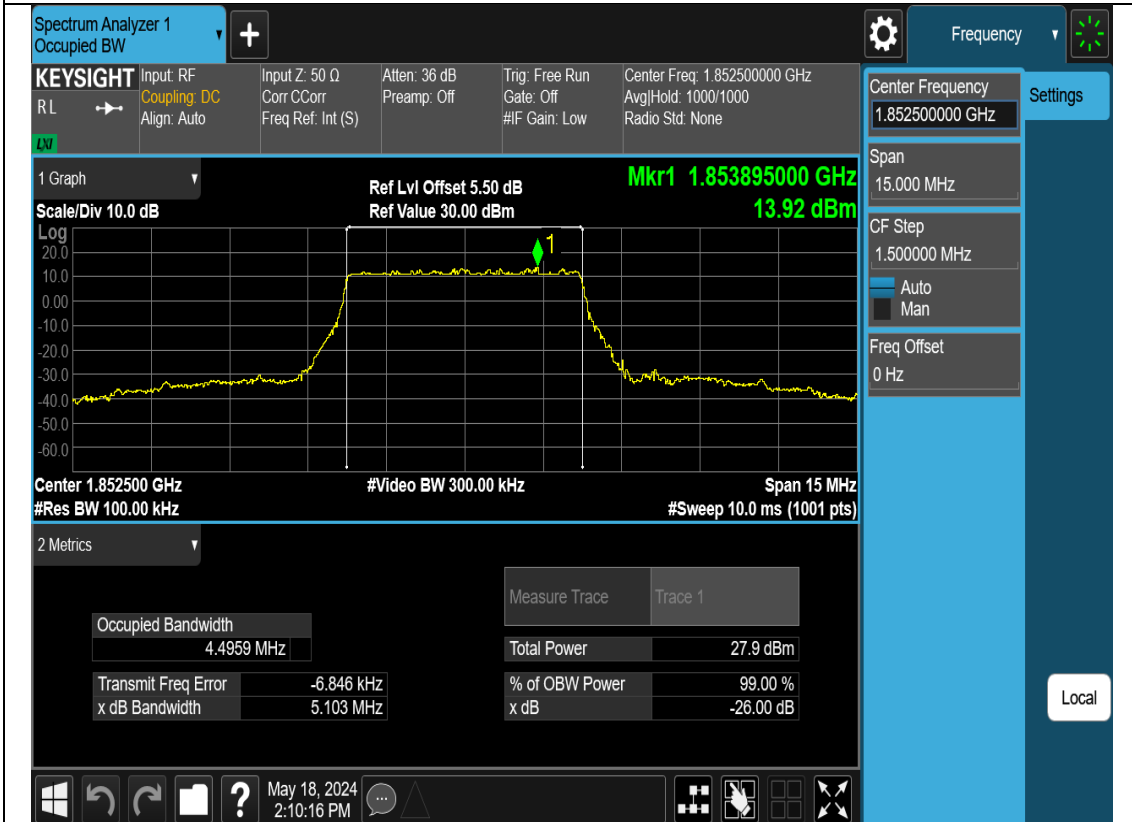 Spectrum Analyzer 1
Occupied BW
▼
+
Frequency
▼
KEYSIGHT
RL
LXI
Input: RF
Coupling: DC
Align: Auto
Input Z: 50 Ω
Corr CCorr
Freq Ref: Int (S)
Atten: 36 dB
Preamp: Off
Trig: Free Run
Gate: Off
#IF Gain: Low
Center Freq: 1.852500000 GHz
Avg|Hold: 1000/1000
Radio Std: None
Center Frequency
1.852500000 GHz
Settings
Span
15.000 MHz
CF Step
1.500000 MHz
Auto
Man
Freq Offset
0 Hz
Local
1 Graph ▼
Scale/Div 10.0 dB
Ref Lvl Offset 5.50 dB
Ref Value 30.00 dBm
Mkr1 1.853895000 GHz
13.92 dBm
Log
20.0
10.0
0.00
-10.0
-20.0
-30.0
-40.0
-50.0
-60.0
1
Center 1.852500 GHz
#Res BW 100.00 kHz
#Video BW 300.00 kHz
Span 15 MHz
#Sweep 10.0 ms (1001 pts)
2 Metrics ▼
Measure Trace Trace 1
Occupied Bandwidth
4.4959 MHz
Total Power 27.9 dBm
Transmit Freq Error -6.846 kHz
% of OBW Power 99.00 %
x dB Bandwidth 5.103 MHz
x dB -26.00 dB
?
May 18, 2024
2:10:16 PM